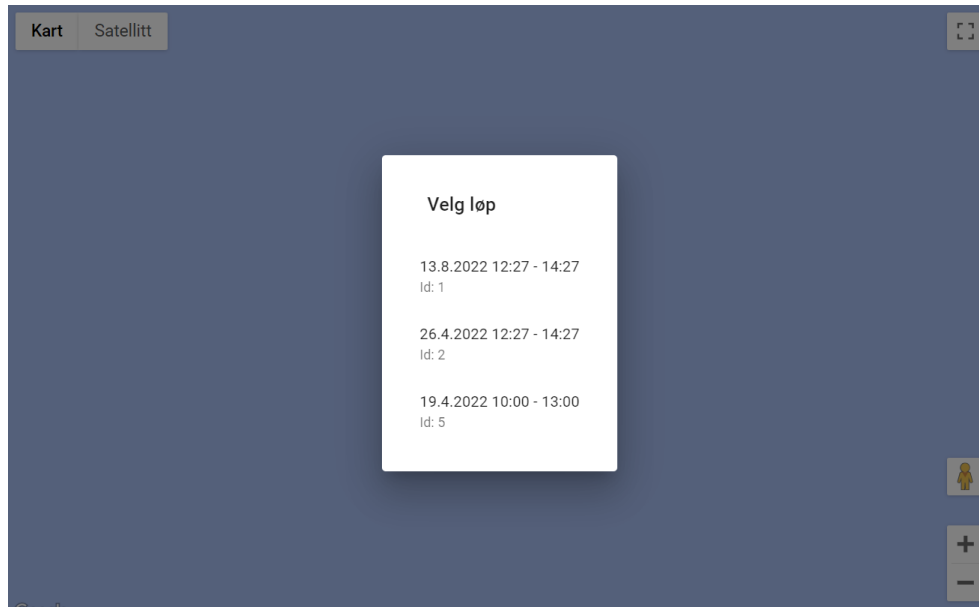 Kart Satellitt
Velg løp
13.8.2022 12:27 - 14:27
Id: 1
26.4.2022 12:27 - 14:27
Id: 2
19.4.2022 10:00 - 13:00
Id: 5